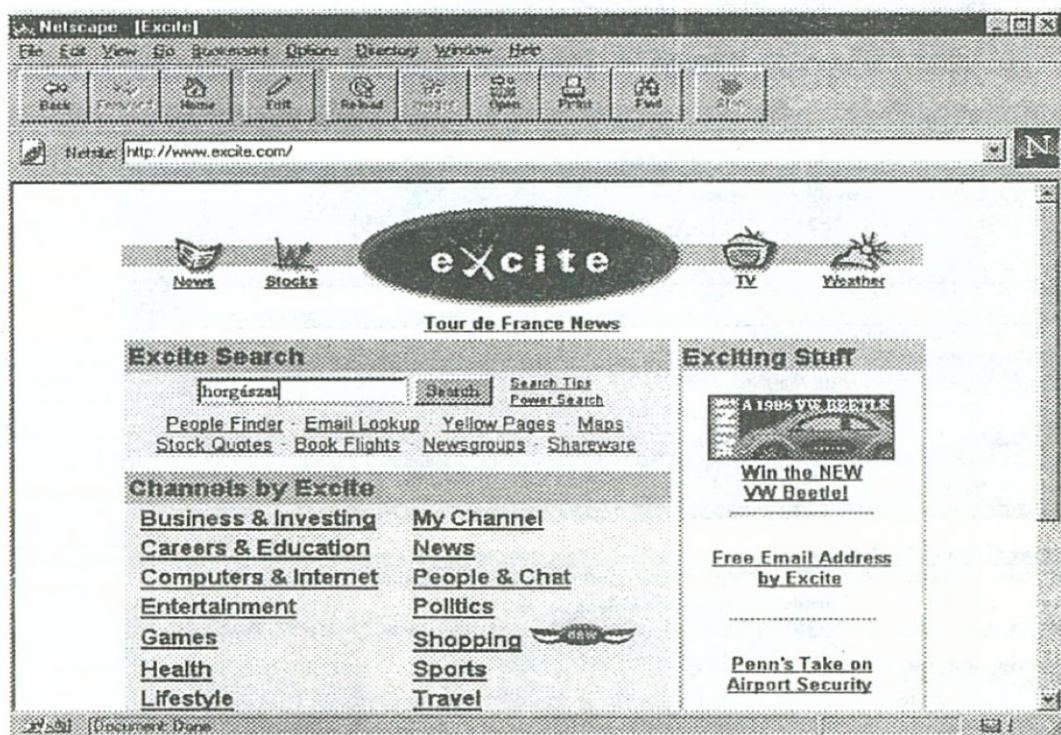 Netscape [Excite]
File Edit View Go Bookmarks Options Directory Window Help
Back Forward Home Edit Reload Images Open Print Find Stop
Netsite: http://www.excite.com/ N
excite
News Stocks TV Weather
Tour de France News
Excite Search
horgászat Search Search Tips
Power Search
People Finder · Email Lookup · Yellow Pages · Maps
Stock Quotes · Book Flights · Newsgroups · Shareware
Channels by Excite
Business & Investing My Channel
Careers & Education News
Computers & Internet People & Chat
Entertainment Politics
Games Shopping new
Health Sports
Lifestyle Travel
Exciting Stuff
A 1998 VW BEETLE
Win the NEW
VW Beetle!
Free Email Address
by Excite
Penn's Take on
Airport Security
Document: Done